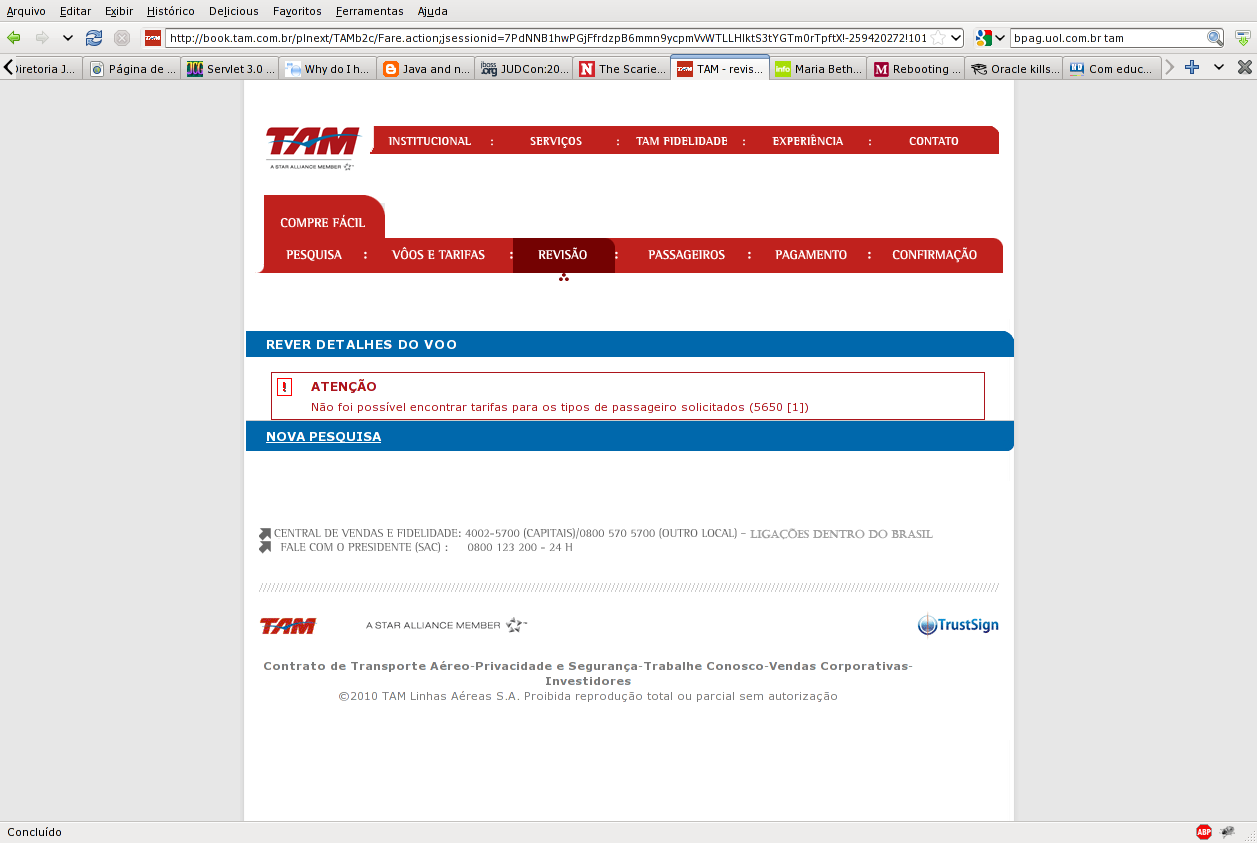 Arquivo Editar Exibir Histórico Delicious Favoritos Ferramentas Ajuda
TAM http://book.tam.com.br/plnext/TAMb2c/Fare.action;jsessionid=7PdNNB1hwPGjFfrdzpB6mmn9ycpmVvWTLLHlktS3tYGTm0rTpftX!-259420272!101 bpag.uol.com.br tam
Diretoria J... Página de ... Servlet 3.0 ... Why do I h... Java and n... jboss.org JUDCon:20... N The Scarie... TAM TAM - revis... info Maria Beth... M Rebooting ... Oracle kills... Com educ...
TAM
A STAR ALLIANCE MEMBER
INSTITUCIONAL : SERVIÇOS : TAM FIDELIDADE : EXPERIÊNCIA : CONTATO
COMPRE FÁCIL
PESQUISA : VÔOS E TARIFAS : REVISÃO : PASSAGEIROS : PAGAMENTO : CONFIRMAÇÃO
REVER DETALHES DO VOO
! ATENÇÃO
Não foi possível encontrar tarifas para os tipos de passageiro solicitados (5650 [1])
NOVA PESQUISA
CENTRAL DE VENDAS E FIDELIDADE: 4002-5700 (CAPITAIS)/0800 570 5700 (OUTRO LOCAL) - LIGAÇÕES DENTRO DO BRASIL
FALE COM O PRESIDENTE (SAC) : 0800 123 200 - 24 H
TAM A STAR ALLIANCE MEMBER TrustSign
Contrato de Transporte Aéreo-Privacidade e Segurança-Trabalhe Conosco-Vendas Corporativas-
Investidores
©2010 TAM Linhas Aéreas S.A. Proibida reprodução total ou parcial sem autorização
Concluído ABP